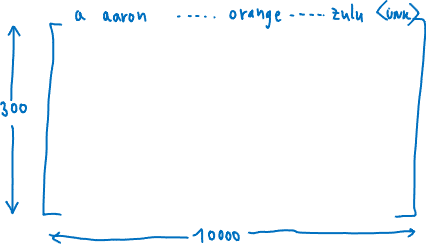 a aaron ..... orange ..... zulu <UNK>
300
10000